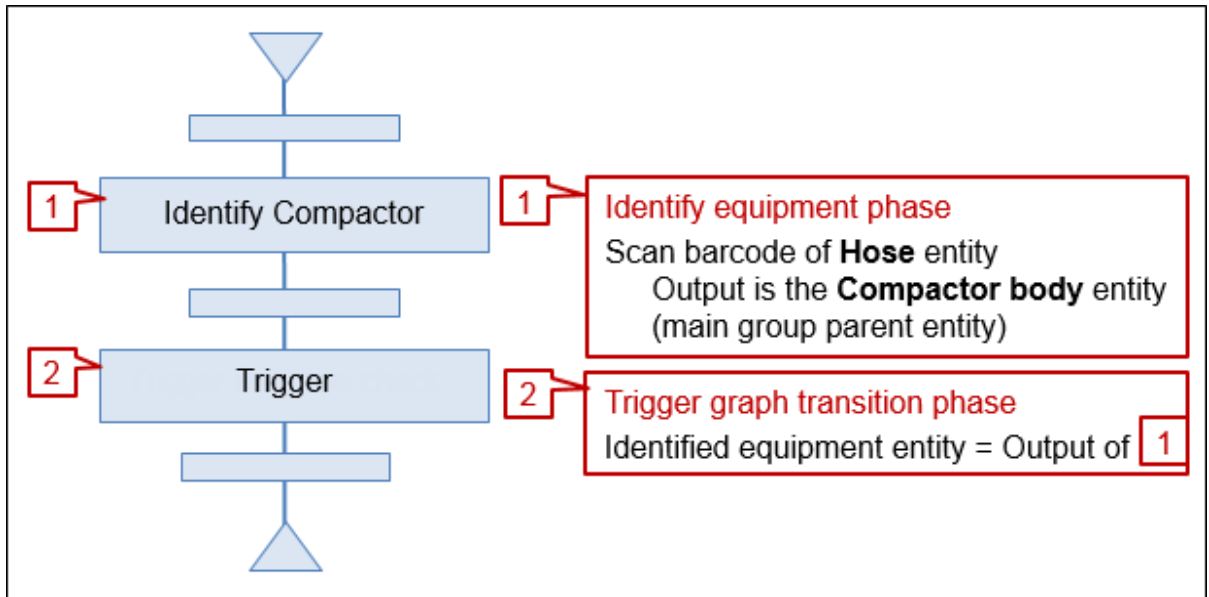 1
Identify Compactor
1
Identify equipment phase
Scan barcode of Hose entity
Output is the Compactor body entity
(main group parent entity)
2
Trigger
2
Trigger graph transition phase
Identified equipment entity = Output of 1